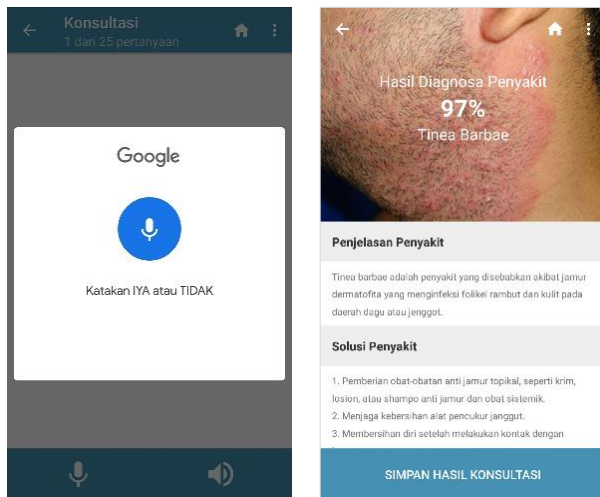 Konsultasi
1 dari 25 pertanyaan
Google
Katakan IYA atau TIDAK
Hasil Diagnosa Penyakit
97%
Tinea Barbae
Penjelasan Penyakit
Tinea barbae adalah penyakit yang disebabkan akibat jamur
dermatofita yang menginfeksi folikel rambut dan kulit pada
daerah dagu atau jenggot.
Solusi Penyakit
1. Pemberian obat-obatan anti jamur topikal, seperti krim,
losion, atau shampo anti jamur dan obat sistemik.
2. Menjaga kebersihan alat pencukur janggut.
3. Membersihan diri setelah melakukan kontak dengan
SIMPAN HASIL KONSULTASI